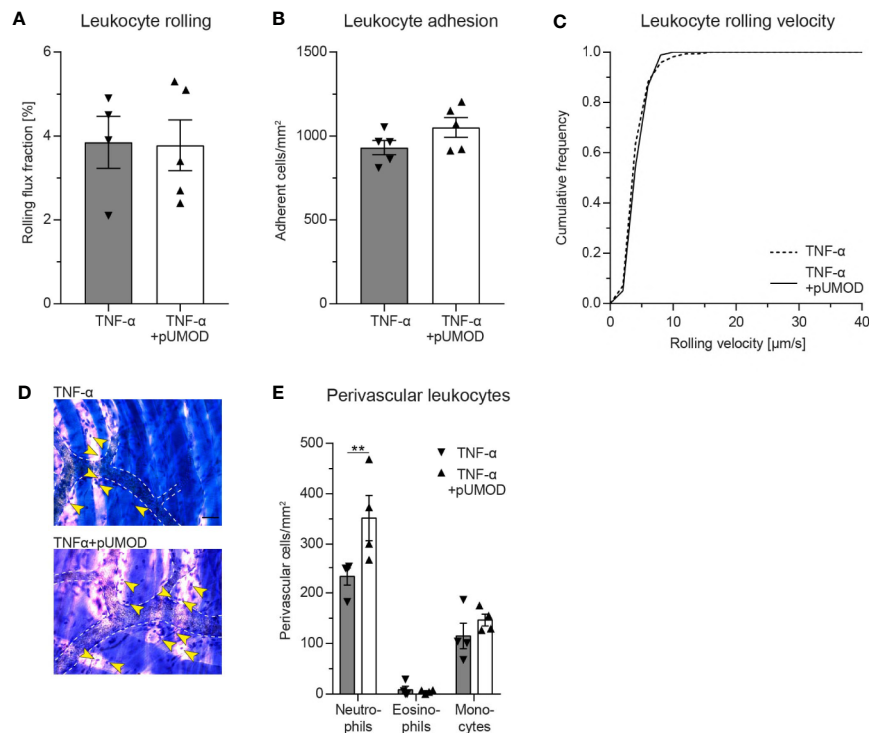 A
Leukocyte rolling
Rolling flux fraction [%]
6
4
2
0
TNF-α
TNF-α
+pUMOD
B
Leukocyte adhesion
Adherent cells/mm²
1500
1000
500
0
TNF-α
TNF-α
+pUMOD
C
Leukocyte rolling velocity
Cumulative frequency
1.0
0.8
0.6
0.4
0.2
0.0
TNF-α
TNF-α
+pUMOD
0
10
20
30
40
Rolling velocity [µm/s]
D
TNF-α
TNFα+pUMOD
E
Perivascular leukocytes
Perivascular cells/mm²
500
400
300
200
100
0
**
TNF-α
TNF-α
+pUMOD
Neutro-
phils
Eosino-
phils
Mono-
cytes